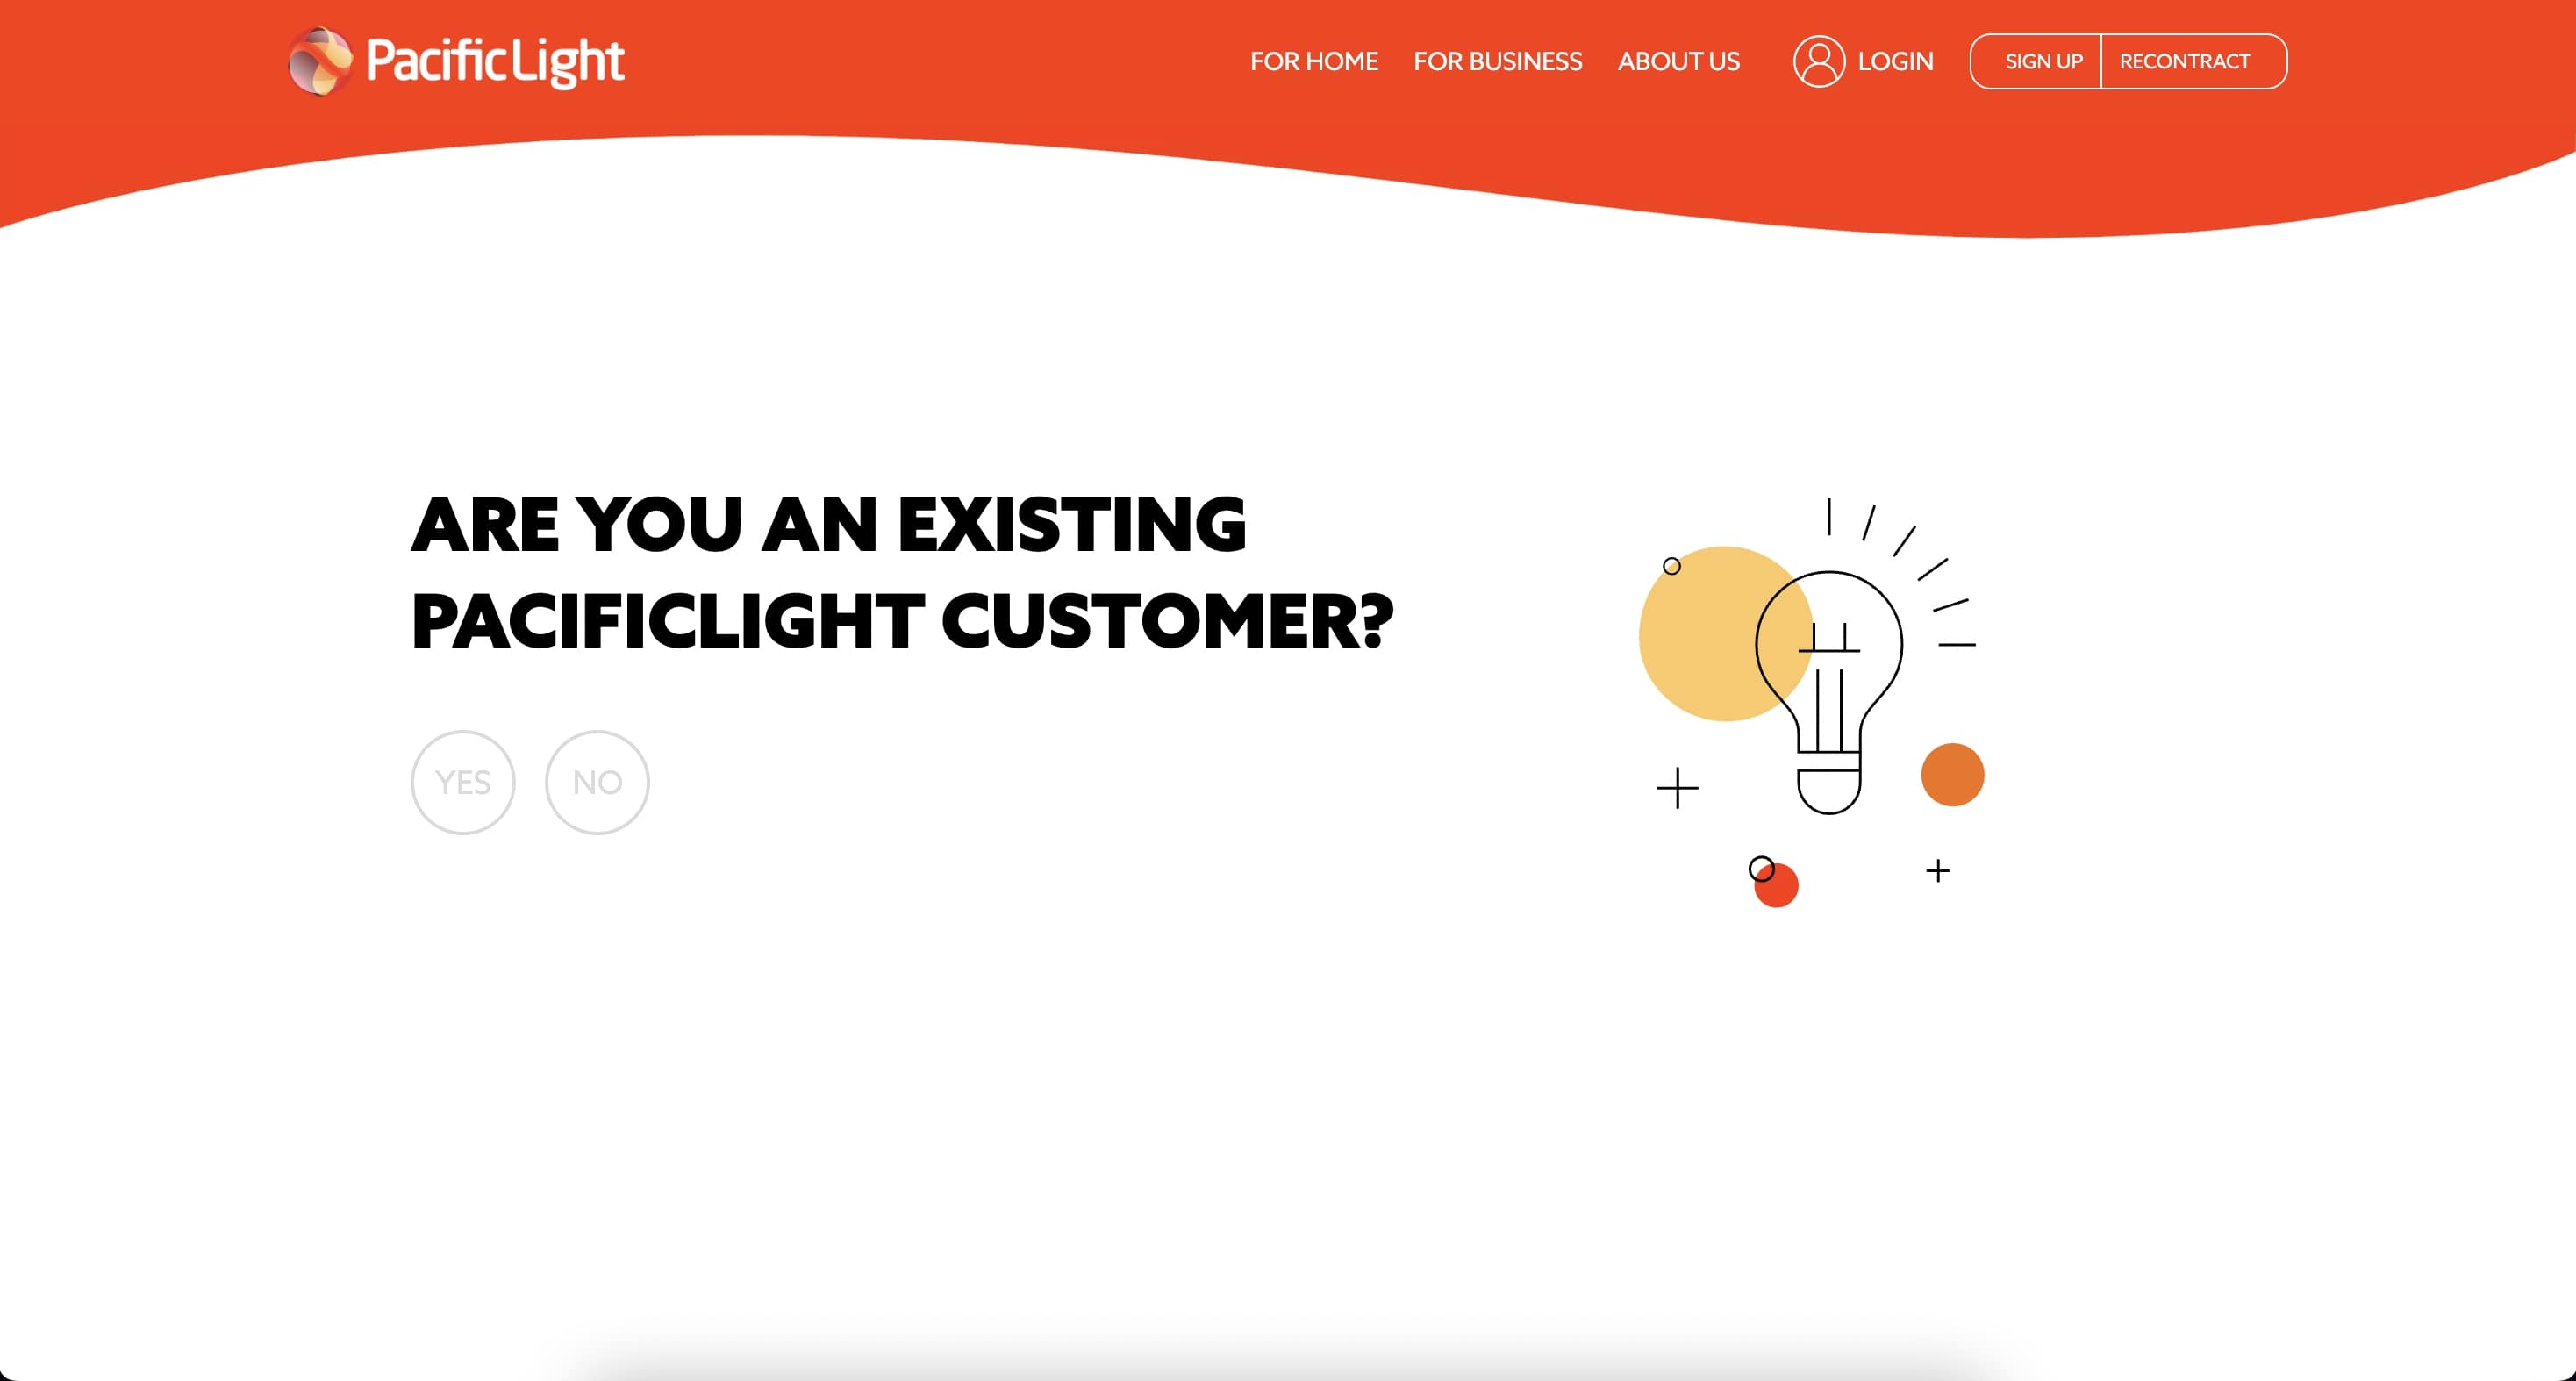 PacificLight
FOR HOME
FOR BUSINESS
ABOUT US
LOGIN
SIGN UP
RECONTRACT
ARE YOU AN EXISTING
PACIFICLIGHT CUSTOMER?
YES
NO